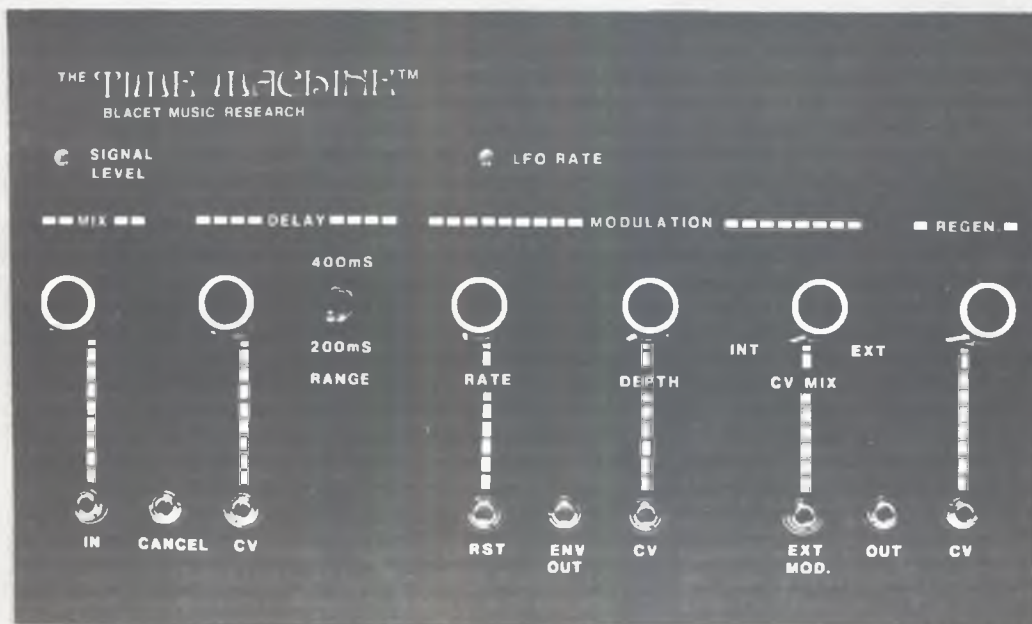 THE TIME MACHINE™
BLACET MUSIC RESEARCH
SIGNAL LEVEL
LFO RATE
MIX
DELAY
MODULATION
REGEN.
400mS
200mS
RANGE
RATE
DEPTH
INT
EXT
CV MIX
IN
CANCEL
CV
RST
ENV OUT
CV
EXT MOD.
OUT
CV